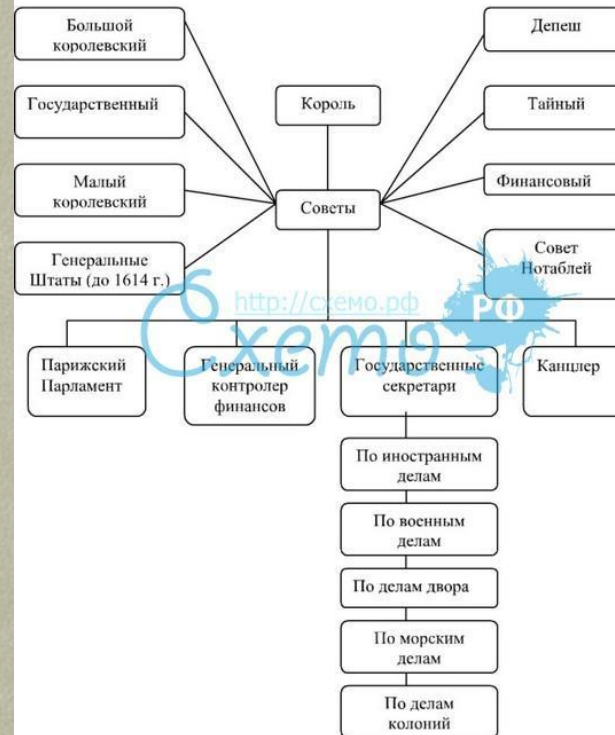 Большой
королевский
Депеш
Государственный
Король
Тайный
Малый
королевский
Советы
Финансовый
Генеральные
Штаты (до 1614 г.)
Совет
Нотаблей
http://схемо.рф
Схемо
РФ
Парижский
Парламент
Генеральный
контролер
финансов
Государственные
секретари
Канцлер
По иностранным
делам
По военным
делам
По делам двора
По морским
делам
По делам
колоний